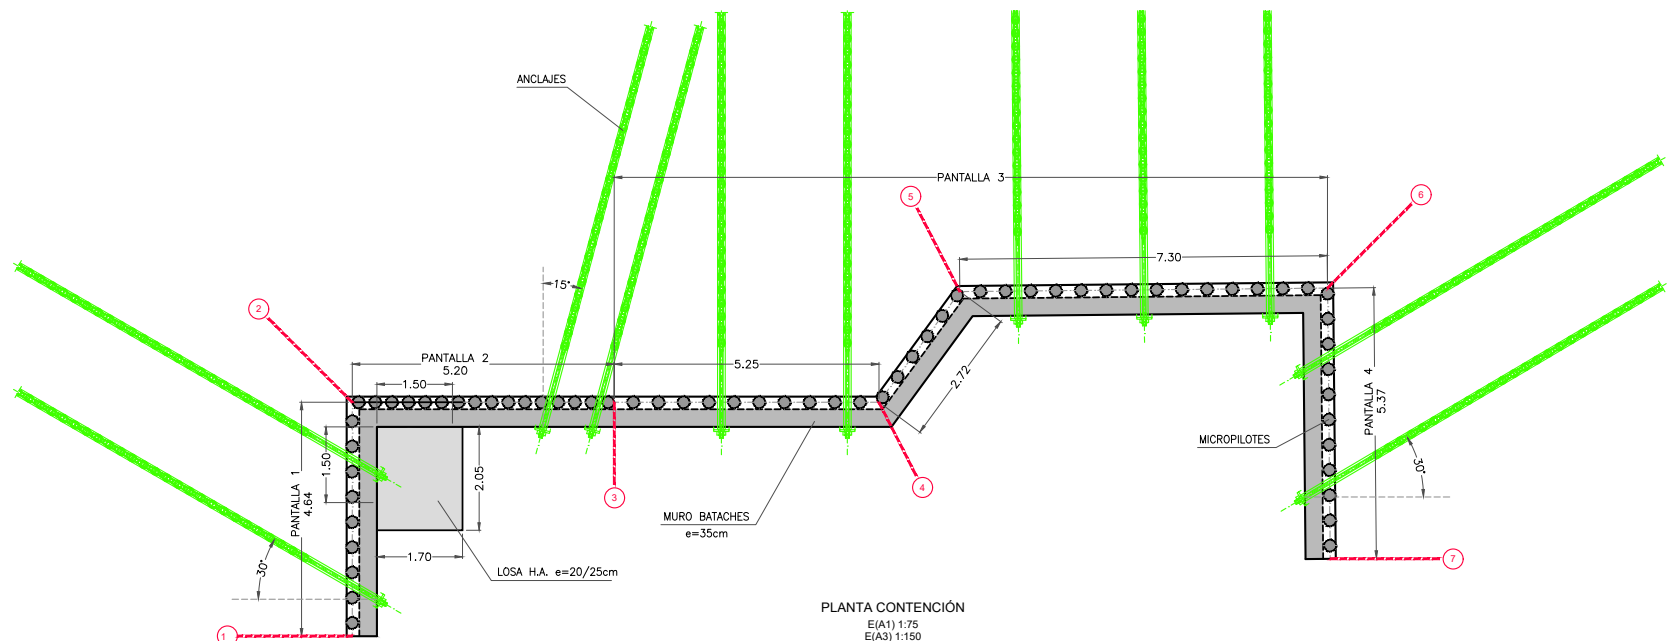 ANCLAJES
PANTALLA 3
5
6
7.30
15°
2
PANTALLA 2
5.20
5.25
1.50
2.72
PANTALLA 4
5.37
MICROPILOTES
30°
1.50
2.05
PANTALLA 1
4.64
3
4
MURO BATACHES
e=35cm
1.70
LOSA H.A. e=20/25cm
30°
7
PLANTA CONTENCIÓN
E(A1) 1:75
E(A3) 1:150
1